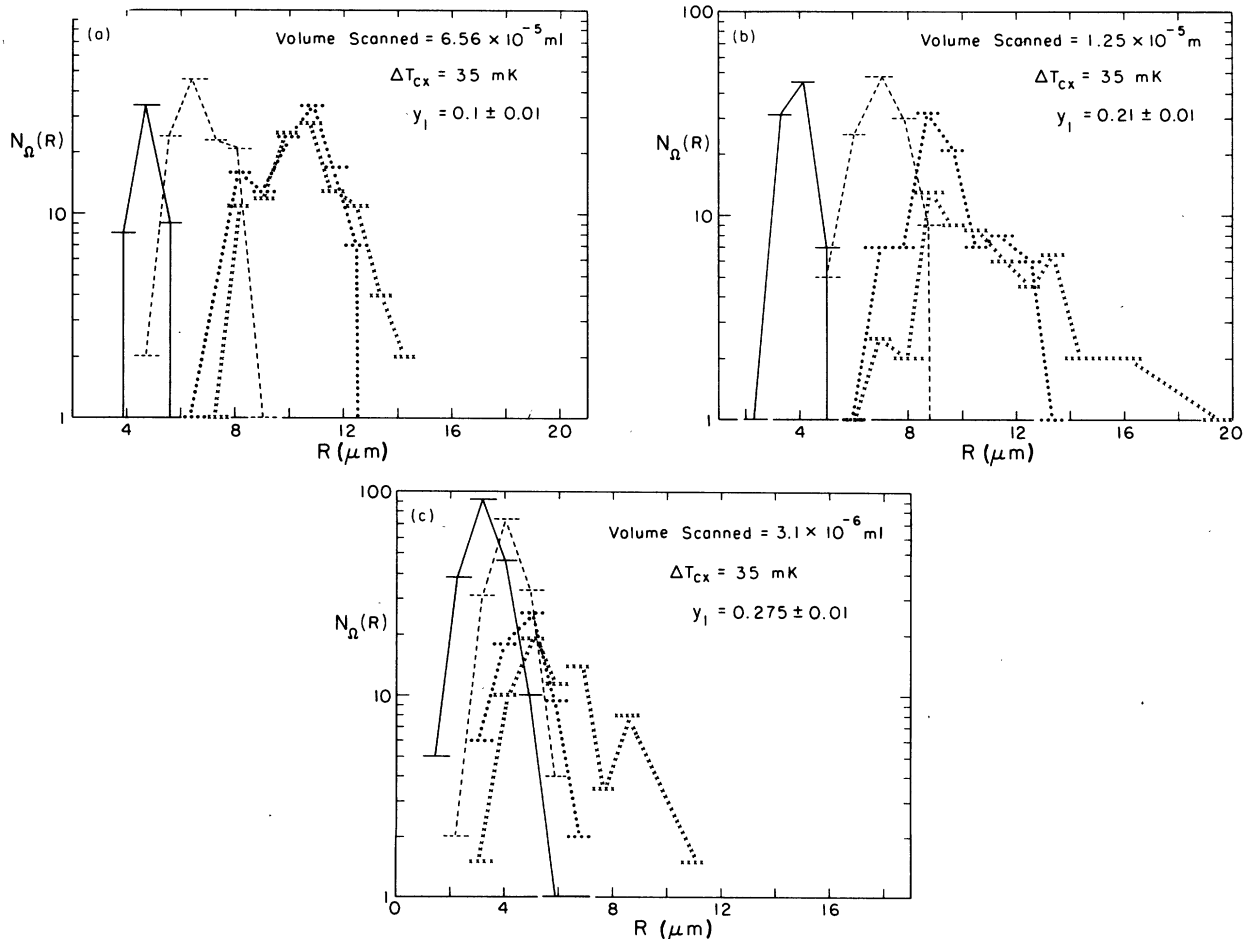 (a)
Volume Scanned = 6.56 × 10⁻⁵ ml
ΔT_cx = 35 mK
y₁ = 0.1 ± 0.01
N_Ω(R)
10
1
4 8 12 16 20
R (μm)
(b)
Volume Scanned = 1.25 × 10⁻⁵ m
ΔT_cx = 35 mK
y₁ = 0.21 ± 0.01
N_Ω(R)
100
10
1
4 8 12 16 20
R (μm)
(c)
Volume Scanned = 3.1 × 10⁻⁶ ml
ΔT_cx = 35 mK
y₁ = 0.275 ± 0.01
N_Ω(R)
100
10
1
0 4 8 12 16
R (μm)